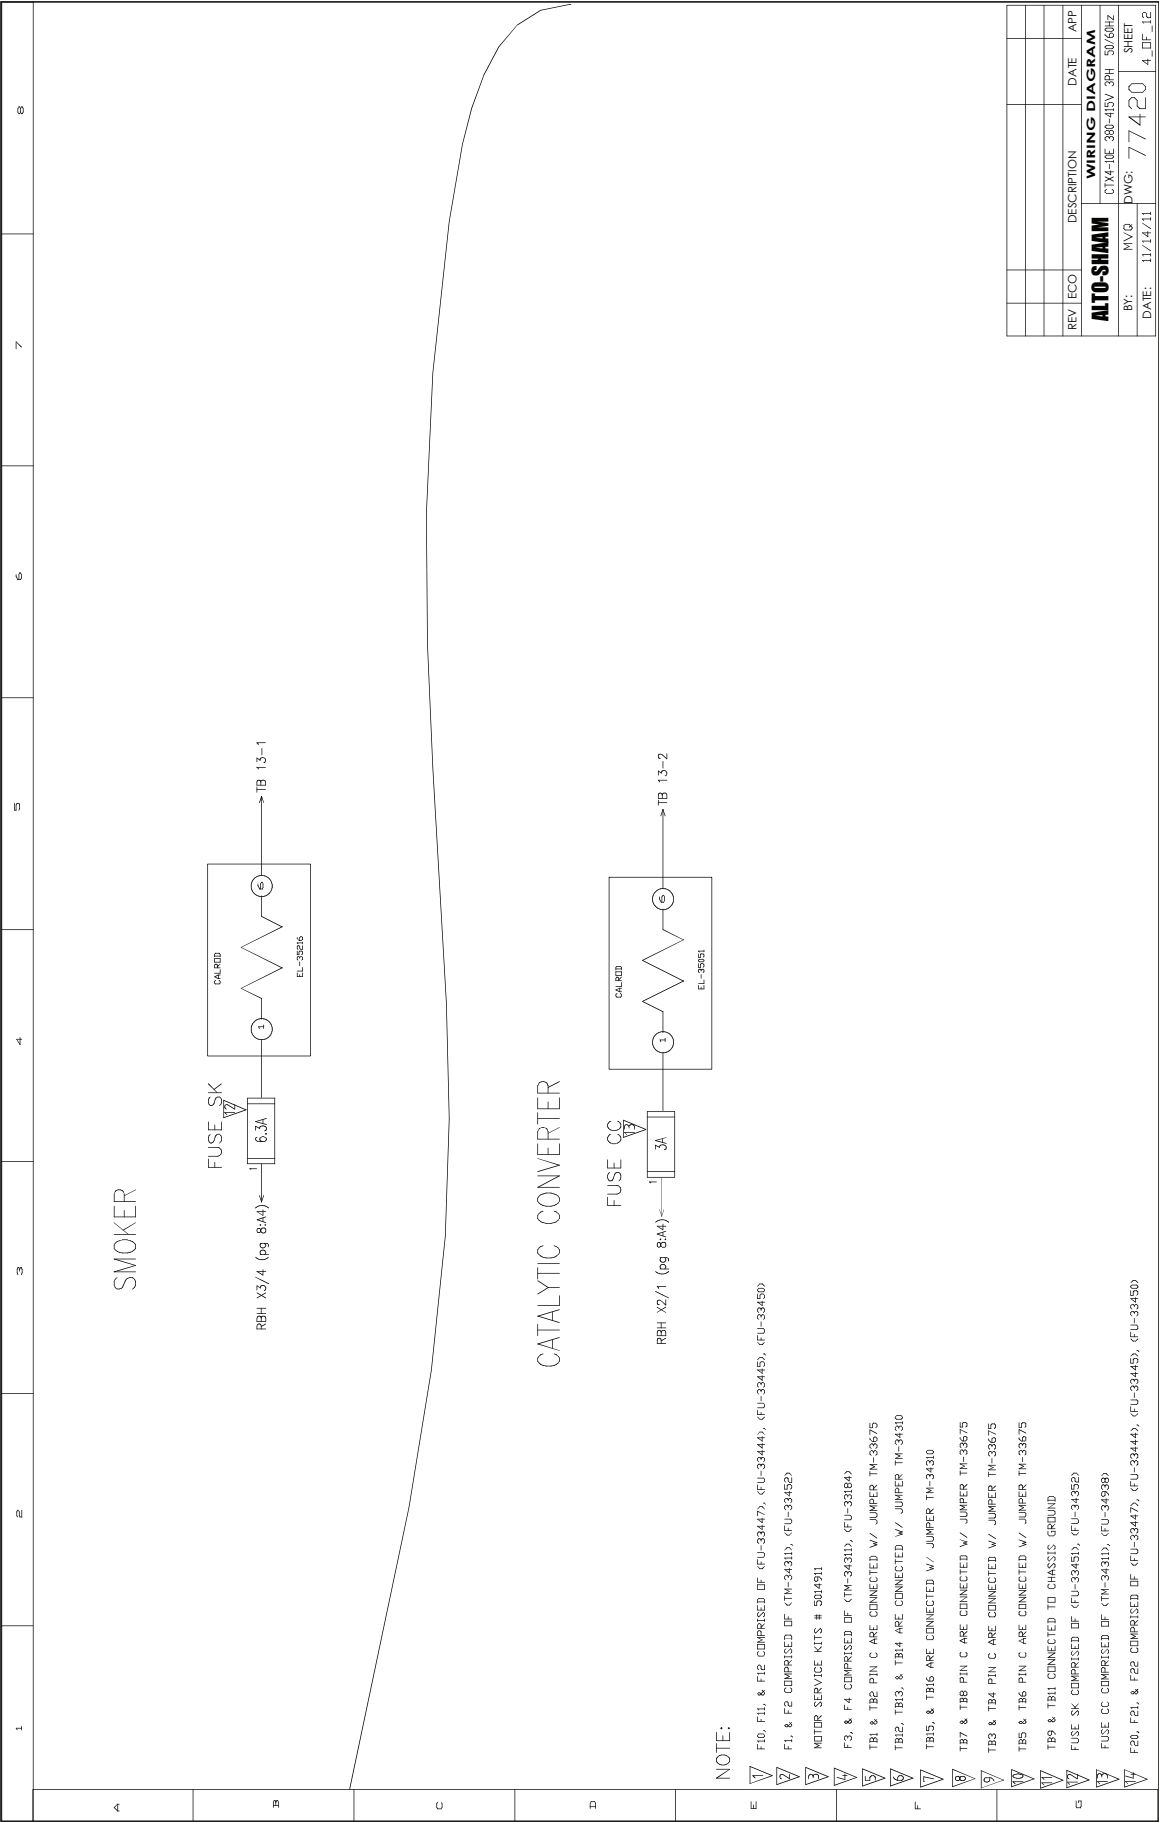 1 2 3 4 5 6 7 8
A
B
C
D
E
F
G
SMOKER
FUSE SK
12
RBH X3/4 (pg 8:A4)
1
6.3A
CALROD
1
6
EL-35216
TB 13-1
CATALYTIC CONVERTER
FUSE CC
13
RBH X2/1 (pg 8:A4)
1
3A
CALROD
1
6
EL-35051
TB 13-2
NOTE:
1 F10, F11, & F12 COMPRISED OF (FU-33447), (FU-33444), (FU-33445), (FU-33450)
2 F1, & F2 COMPRISED OF (TM-34311), (FU-33452)
3 MOTOR SERVICE KITS # 5014911
4 F3, & F4 COMPRISED OF (TM-34311), (FU-33184)
5 TB1 & TB2 PIN C ARE CONNECTED W/ JUMPER TM-33675
6 TB12, TB13, & TB14 ARE CONNECTED W/ JUMPER TM-34310
7 TB15, & TB16 ARE CONNECTED W/ JUMPER TM-34310
8 TB7 & TB8 PIN C ARE CONNECTED W/ JUMPER TM-33675
9 TB3 & TB4 PIN C ARE CONNECTED W/ JUMPER TM-33675
10 TB5 & TB6 PIN C ARE CONNECTED W/ JUMPER TM-33675
11 TB9 & TB11 CONNECTED TO CHASSIS GROUND
12 FUSE SK COMPRISED OF (FU-33451), (FU-34352)
13 FUSE CC COMPRISED OF (TM-34311), (FU-34938)
14 F20, F21, & F22 COMPRISED OF (FU-33447), (FU-33444), (FU-33445), (FU-33450)
REV ECO DESCRIPTION DATE APP
ALTO-SHAAM
WIRING DIAGRAM
CTX4-10E 380-415V 3PH 50/60Hz
BY: MVQ
DATE: 11/14/11
DWG: 77420
SHEET
4_OF_12